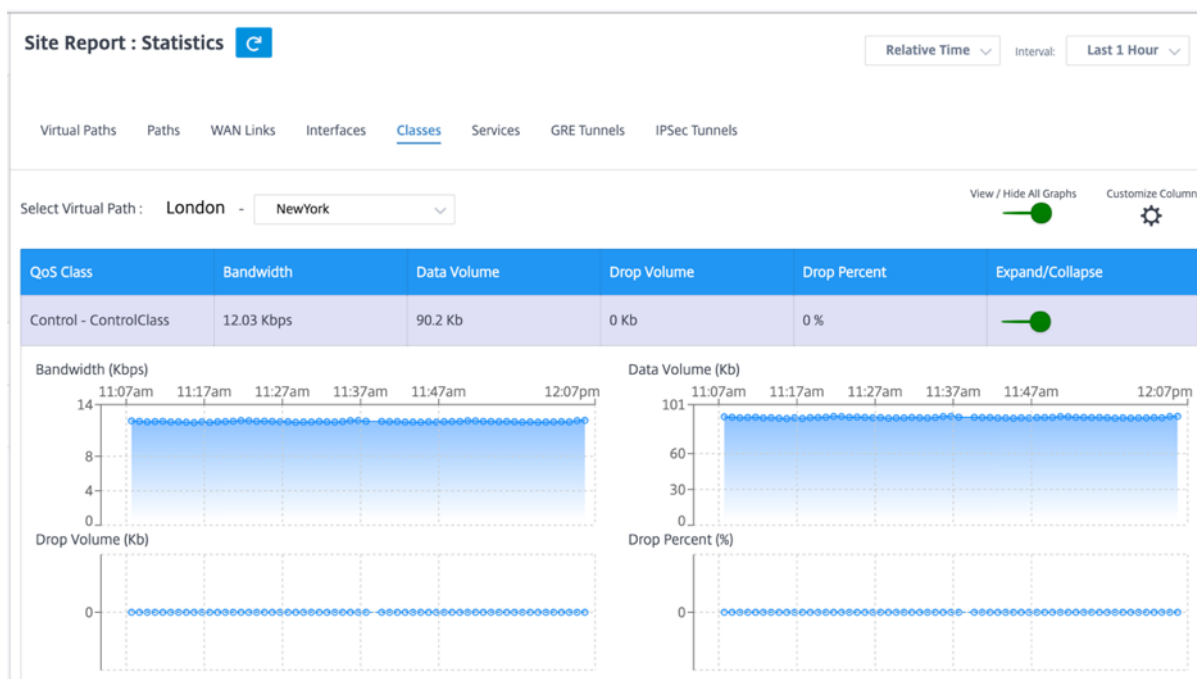 Site Report : Statistics
Relative Time Interval: Last 1 Hour
Virtual Paths Paths WAN Links Interfaces Classes Services GRE Tunnels IPSec Tunnels
Select Virtual Path : London - NewYork
View / Hide All Graphs Customize Column
QoS Class Bandwidth Data Volume Drop Volume Drop Percent Expand/Collapse
Control - ControlClass 12.03 Kbps 90.2 Kb 0 Kb 0 %
Bandwidth (Kbps)
11:07am 11:17am 11:27am 11:37am 11:47am 12:07pm
14
8
4
0
Data Volume (Kb)
11:07am 11:17am 11:27am 11:37am 11:47am 12:07pm
101
60
30
0
Drop Volume (Kb)
0
Drop Percent (%)
0